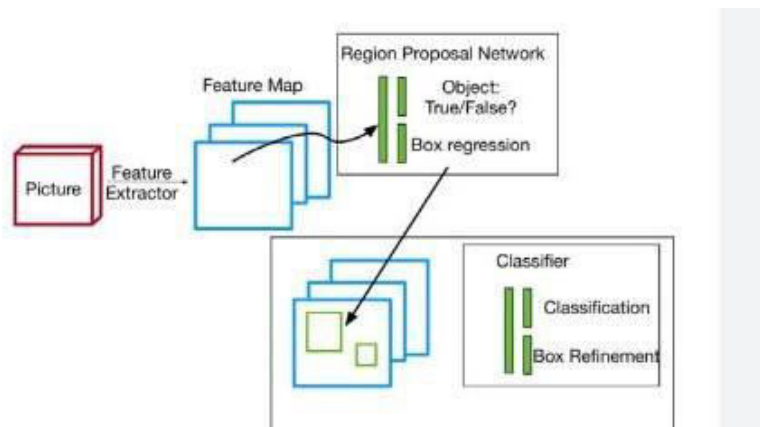 Region Proposal Network
Feature Map
Object:
True/False?
Box regression
Picture
Feature
Extractor
Classifier
Classification
Box Refinement